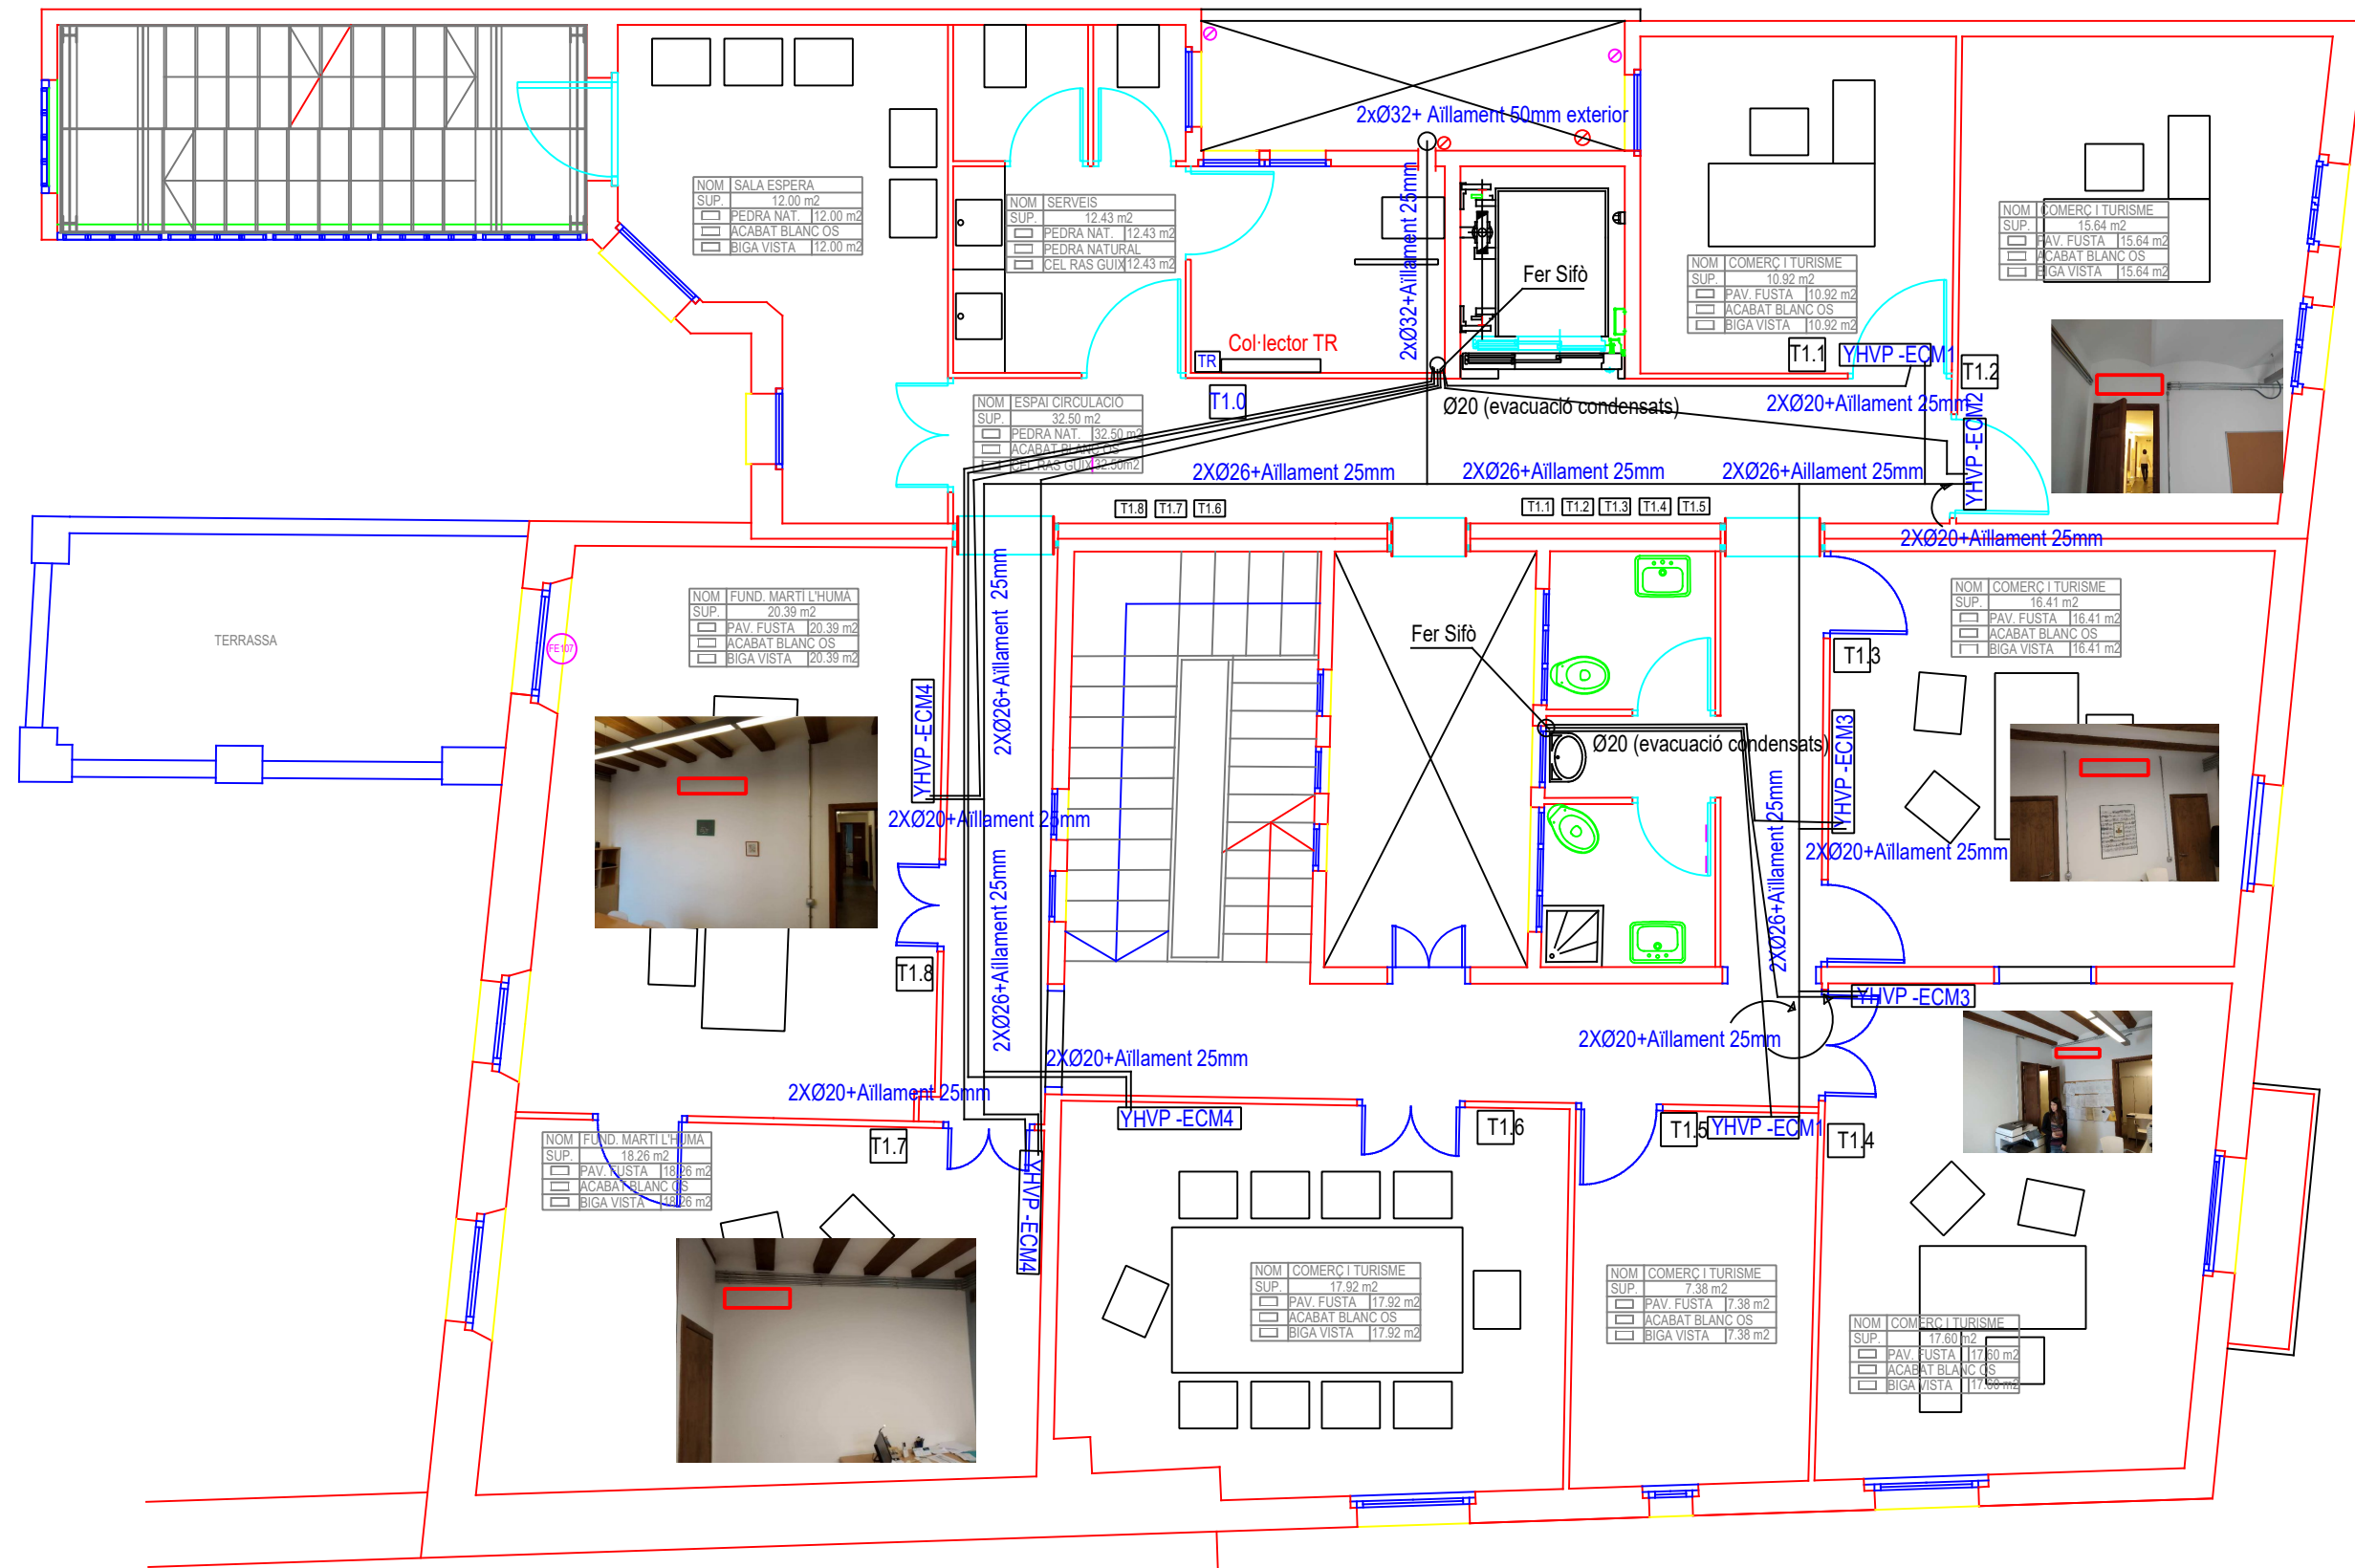 2xØ32+ Aïllament 50mm exterior
NOM SALA ESPERA
SUP. 12.00 m2
PEDRA NAT. 12.00 m2
ACABAT BLANC OS
BIGA VISTA 12.00 m2
NOM SERVEIS
SUP. 12.43 m2
PEDRA NAT. 12.43 m2
PEDRA NATURAL
CEL RAS GUIX 12.43 m2
2xØ32+Aïllament 25mm
Fer Sifò
NOM COMERÇ I TURISME
SUP. 10.92 m2
PAV. FUSTA 10.92 m2
ACABAT BLANC OS
BIGA VISTA 10.92 m2
NOM COMERÇ I TURISME
SUP. 15.64 m2
PAV. FUSTA 15.64 m2
ACABAT BLANC OS
BIGA VISTA 15.64 m2
Col·lector TR
TR
T1.0
T1.1
YHVP -ECM1
T1.2
YHVP -ECM2
NOM ESPAI CIRCULACIÓ
SUP. 32.50 m2
PEDRA NAT. 32.50 m2
ACABAT BLANC OS
CEL RAS GUIX 32.50m2
Ø20 (evacuació condensats)
2XØ20+Aïllament 25mm
2XØ26+Aïllament 25mm
2XØ26+Aïllament 25mm
2XØ26+Aïllament 25mm
T1.8
T1.7
T1.6
T1.1
T1.2
T1.3
T1.4
T1.5
2XØ20+Aïllament 25mm
TERRASSA
FE107
NOM FUND. MARTI L'HUMÀ
SUP. 20.39 m2
PAV. FUSTA 20.39 m2
ACABAT BLANC OS
BIGA VISTA 20.39 m2
2XØ26+Aïllament 25mm
YHVP -ECM4
2XØ20+Aïllament 25mm
2XØ26+Aïllament 25mm
Fer Sifò
Ø20 (evacuació condensats)
NOM COMERÇ I TURISME
SUP. 16.41 m2
PAV. FUSTA 16.41 m2
ACABAT BLANC OS
BIGA VISTA 16.41 m2
T1.3
YHVP -ECM3
2XØ26+Aïllament 25mm
2XØ20+Aïllament 25mm
T1.8
YHVP -ECM3
2XØ20+Aïllament 25mm
2XØ20+Aïllament 25mm
2XØ20+Aïllament 25mm
YHVP -ECM4
T1.6
T1.5
YHVP -ECM1
T1.4
T1.7
YHVP -ECM4
NOM FUND. MARTI L'HUMÀ
SUP. 18.26 m2
PAV. FUSTA 18.26 m2
ACABAT BLANC OS
BIGA VISTA 18.26 m2
NOM COMERÇ I TURISME
SUP. 17.92 m2
PAV. FUSTA 17.92 m2
ACABAT BLANC OS
BIGA VISTA 17.92 m2
NOM COMERÇ I TURISME
SUP. 7.38 m2
PAV. FUSTA 7.38 m2
ACABAT BLANC OS
BIGA VISTA 7.38 m2
NOM COMERÇ I TURISME
SUP. 17.60 m2
PAV. FUSTA 17.60 m2
ACABAT BLANC OS
BIGA VISTA 17.60 m2